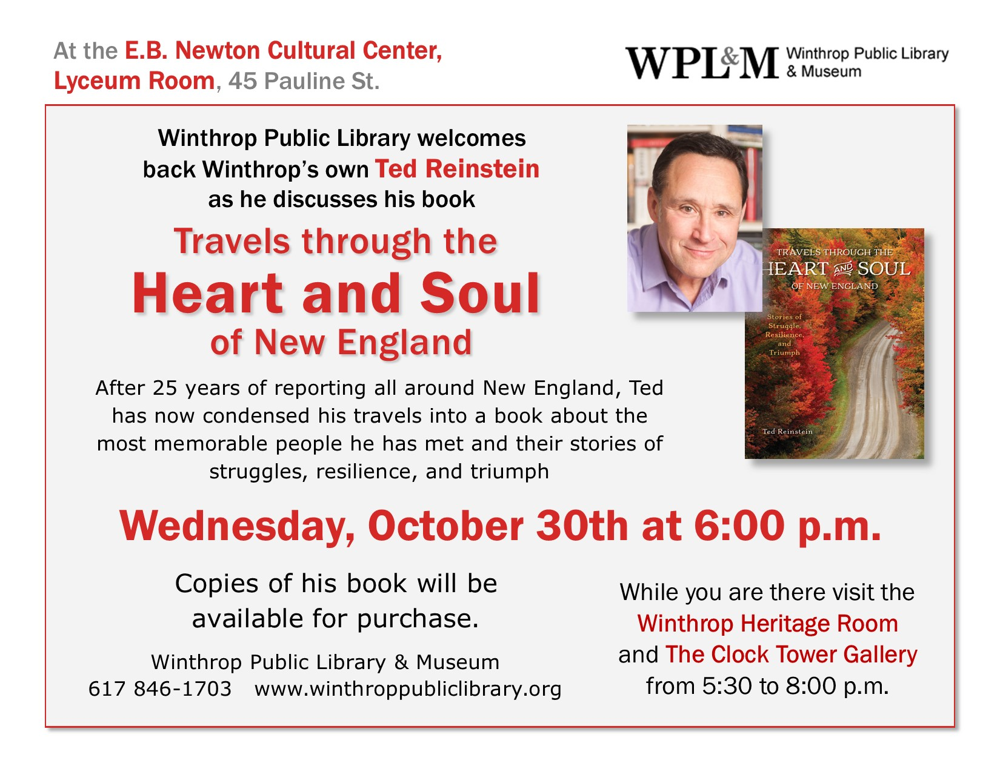 At the E.B. Newton Cultural Center,
Lyceum Room, 45 Pauline St.
WPL&M
Winthrop Public Library
& Museum
Winthrop Public Library welcomes
back Winthrop’s own Ted Reinstein
as he discusses his book
Travels through the
Heart and Soul
of New England
TRAVELS THROUGH THE
HEART AND SOUL
OF NEW ENGLAND
Stories of
Struggle,
Resilience,
and
Triumph
Ted Reinstein
After 25 years of reporting all around New England, Ted
has now condensed his travels into a book about the
most memorable people he has met and their stories of
struggles, resilience, and triumph
Wednesday, October 30th at 6:00 p.m.
Copies of his book will be
available for purchase.
Winthrop Public Library & Museum
617 846-1703 www.winthroppubliclibrary.org
While you are there visit the
Winthrop Heritage Room
and The Clock Tower Gallery
from 5:30 to 8:00 p.m.